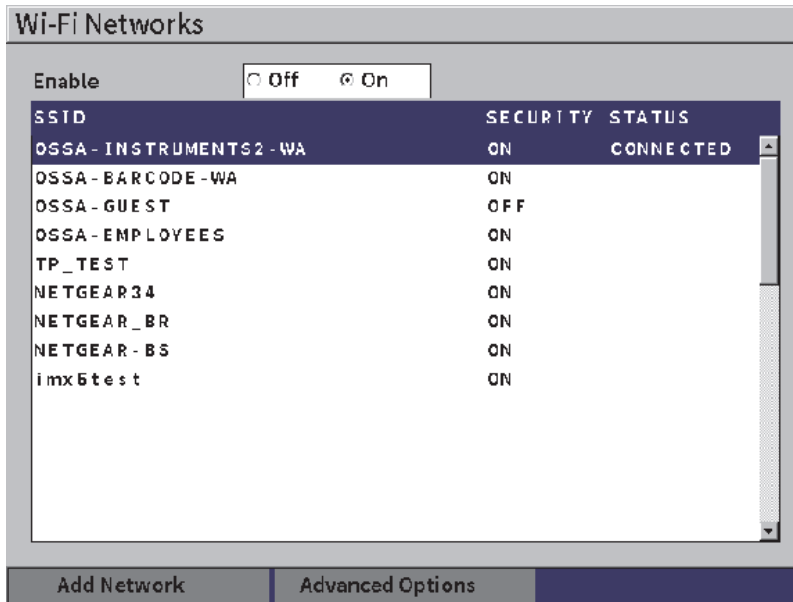 Wi-Fi Networks
Enable Off On
SSID SECURITY STATUS
OSSA-INSTRUMENTS2-WA ON CONNECTED
OSSA-BARCODE-WA ON
OSSA-GUEST OFF
OSSA-EMPLOYEES ON
TP_TEST ON
NETGEAR34 ON
NETGEAR_BR ON
NETGEAR-BS ON
imx6test ON
Add Network Advanced Options